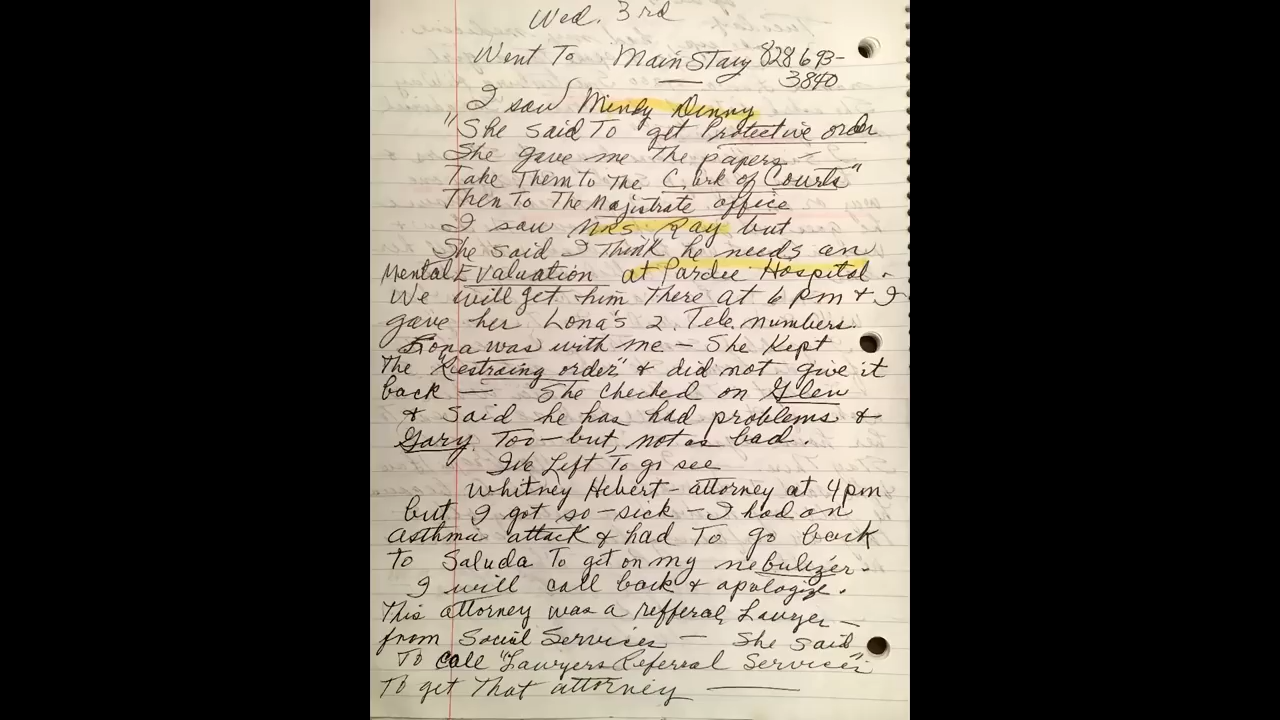 Wed. 3rd
Went To MainStay 828 693-
3840
I saw Mindy Denny
"She said To get Protective order
She gave me The papers -
Take Them to The Clerk of Courts"
Then To The Majistrate office
I saw Mrs. Ray but
She said I Think he needs an
Mental Evaluation at Pardee Hospital.
We will get him There at 6 pm & I
gave her Lona's 2 Tele. numbers.
Lona was with me - She Kept
The "Restraing order" & did not give it
back — She checked on Glen
& said he has had problems &
Gary Too - but, not as bad.
I've Left To go see
Whitney Hebert - attorney at 4 pm
but I got so-sick - I had an
asthma attack & had To go back
To Saluda To get on my nebulizer.
I will call back & apologize.
This attorney was a refferal Lawyer -
from Social Services — She said
To call "Lawyers Refereal Service"
To get That attorney —